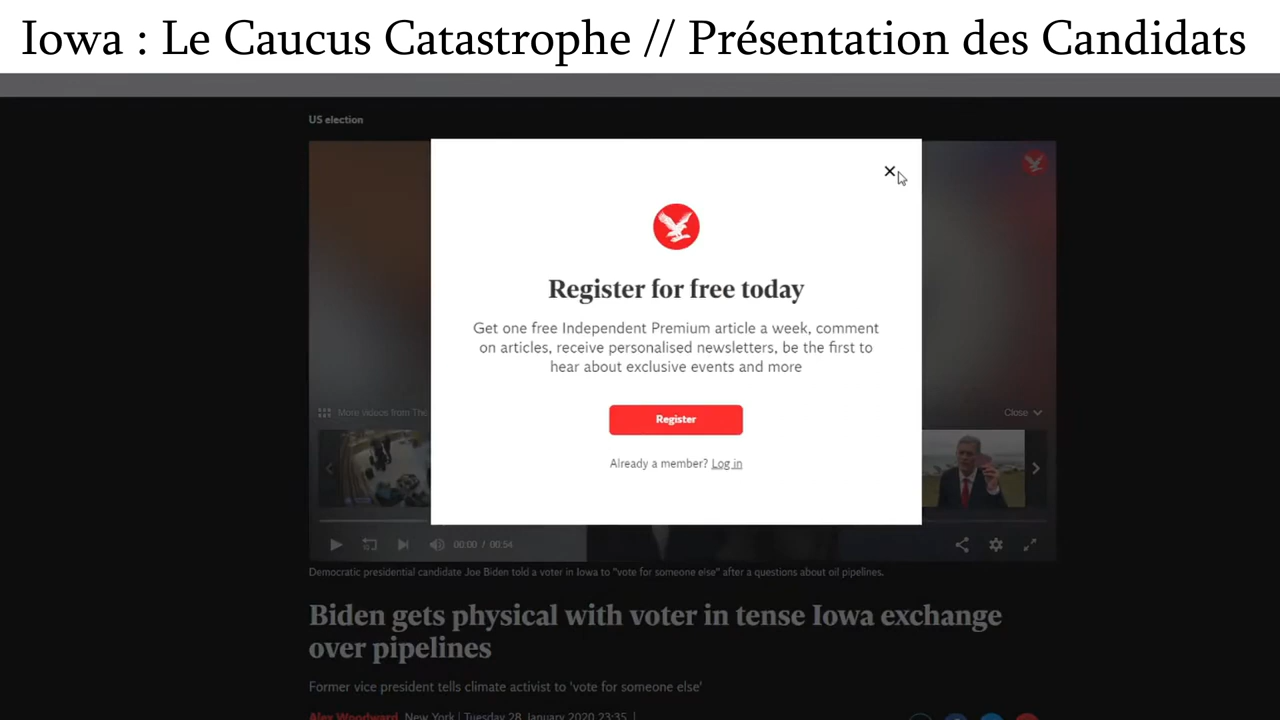 Iowa : Le Caucus Catastrophe // Présentation des Candidats
US election
Register for free today
Get one free Independent Premium article a week, comment
on articles, receive personalised newsletters, be the first to
hear about exclusive events and more
More videos from The
Close
Register
Already a member? Log in
00:00 / 00:54
Democratic presidential candidate Joe Biden told a voter in Iowa to "vote for someone else" after a questions about oil pipelines.
Biden gets physical with voter in tense Iowa exchange
over pipelines
Former vice president tells climate activist to 'vote for someone else'
Alex Woodward New York | Tuesday 28 January 2020 23:35 |